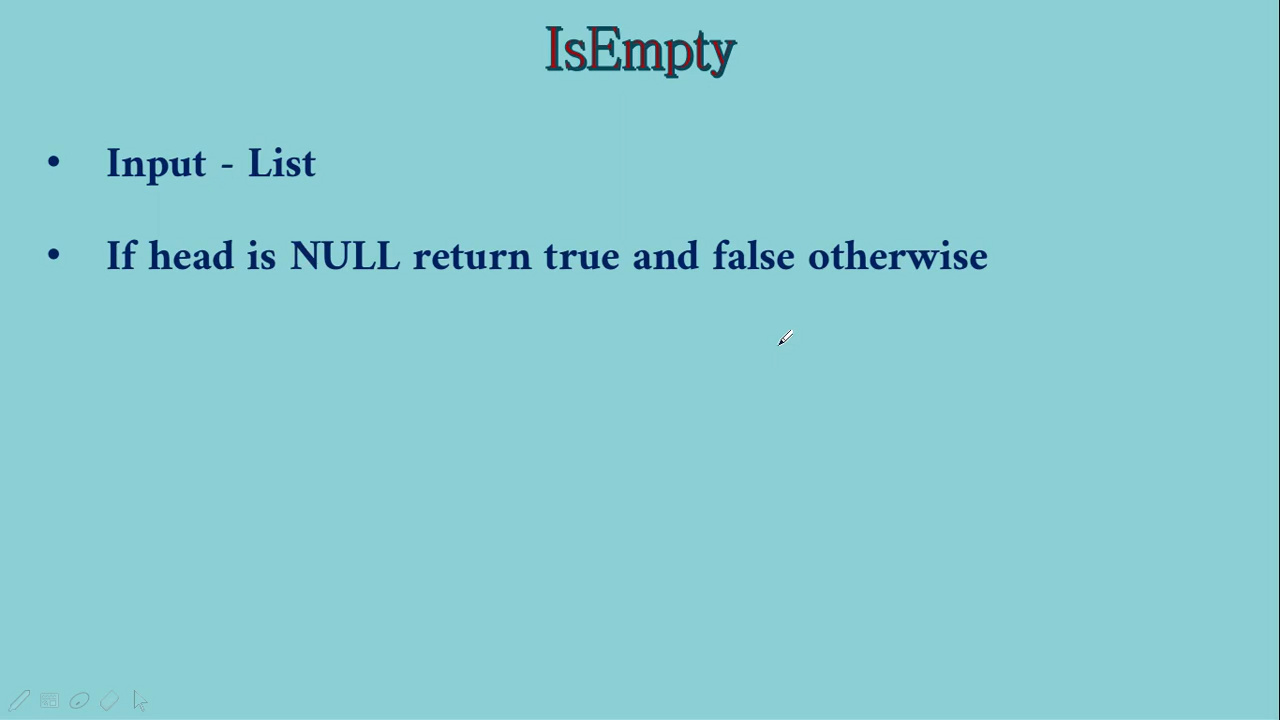 IsEmpty
• Input - List
• If head is NULL return true and false otherwise